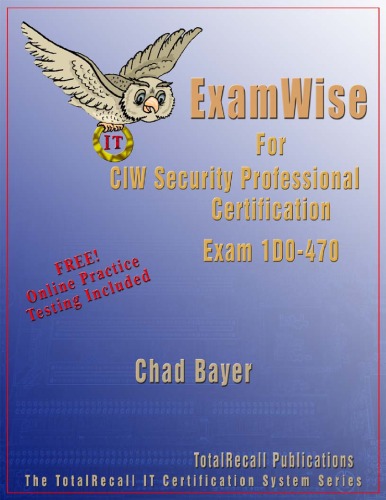 IT
ExamWise
For
CIW Security Professional
Certification
Exam 1D0-470
FREE!
Online Practice
Testing Included
Chad Bayer
TotalRecall Publications
The TotalRecall IT Certification System Series